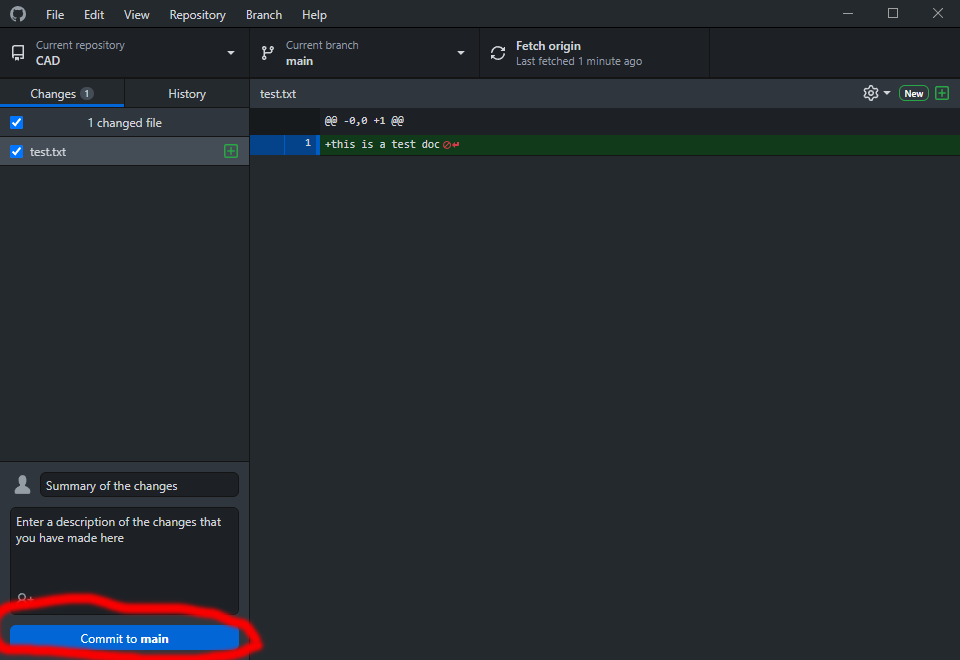 File Edit View Repository Branch Help
Current repository
CAD
Current branch
main
Fetch origin
Last fetched 1 minute ago
Changes 1
History
test.txt
New
1 changed file
@@ -0,0 +1 @@
test.txt
1 +this is a test doc
Summary of the changes
Enter a description of the changes that
you have made here
Commit to main